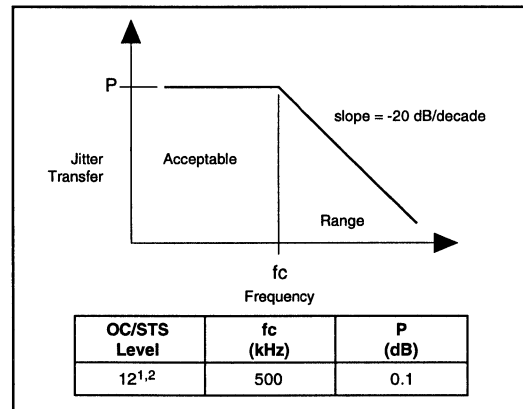 P
slope = -20 dB/decade
Jitter
Transfer
Acceptable
Range
fc
Frequency
OC/STS Level fc (kHz) P (dB)
12^1,2 500 0.1